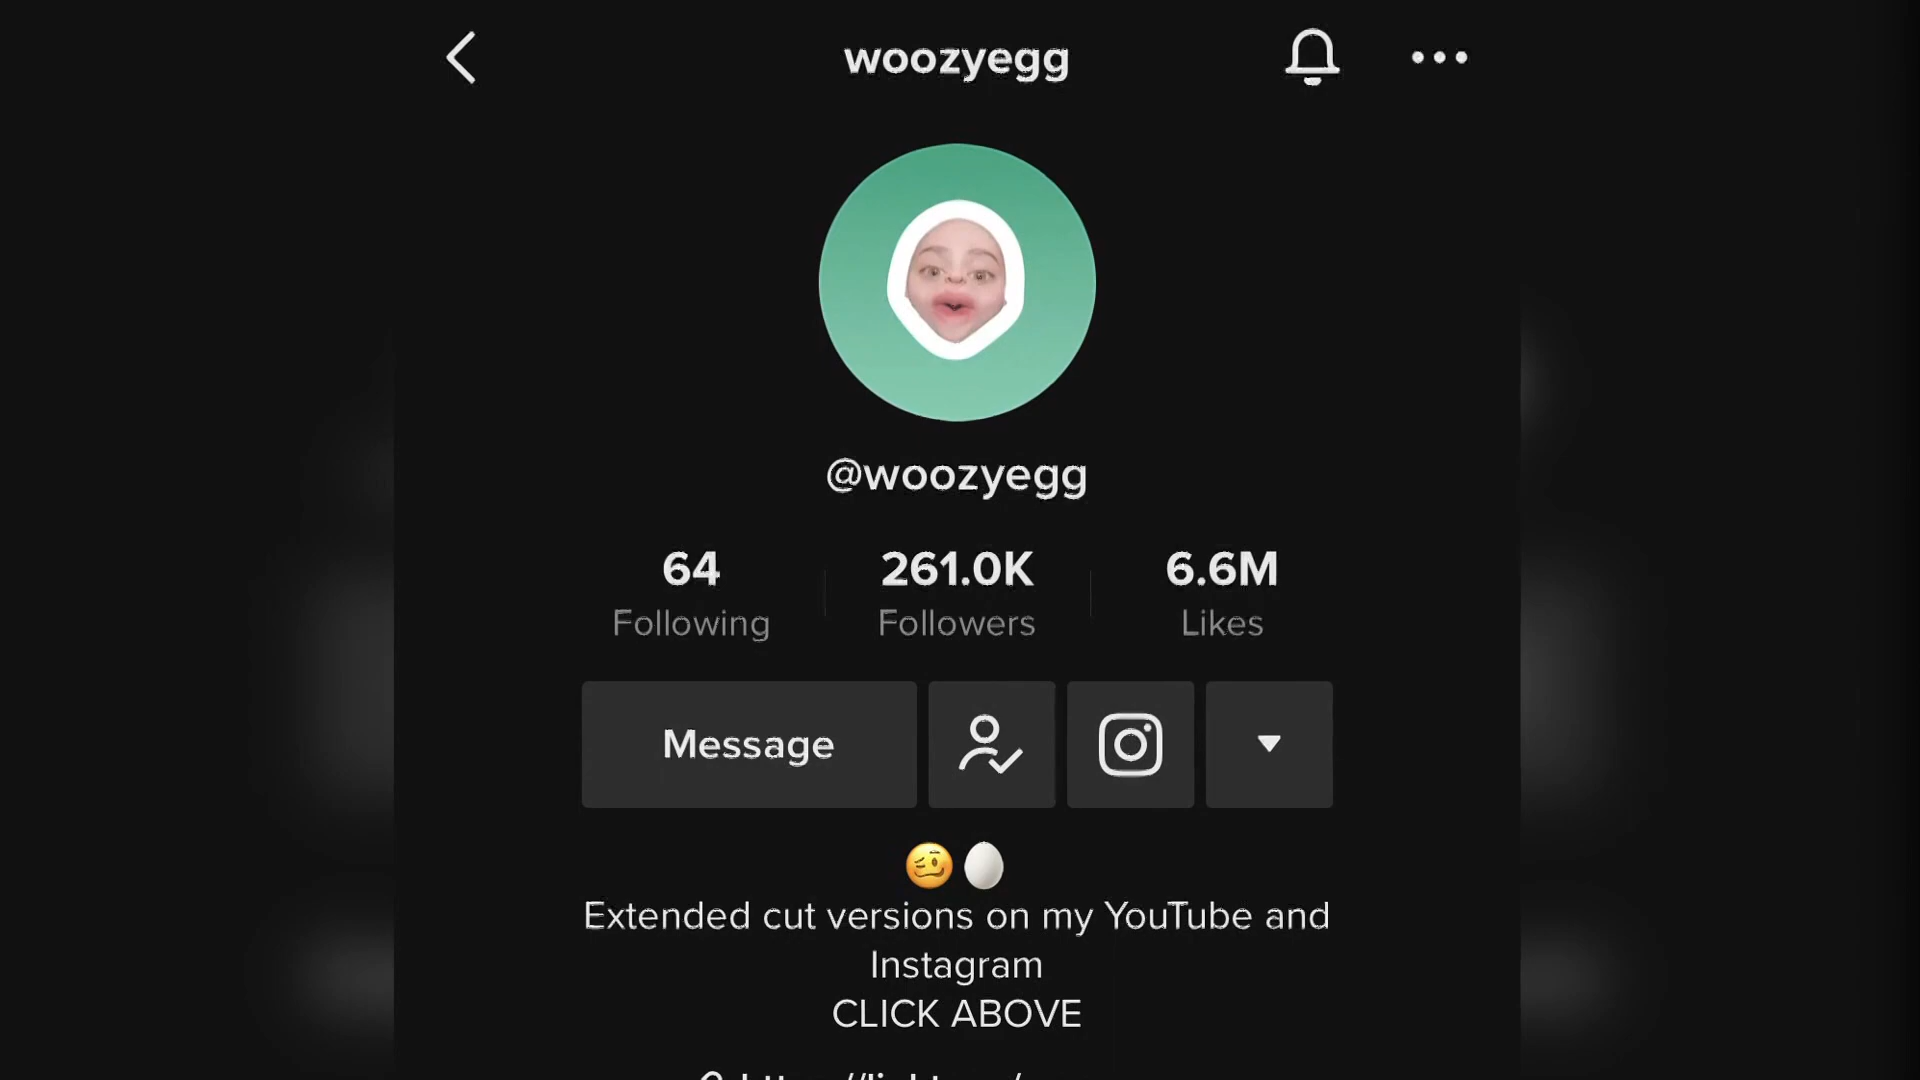 woozyegg
@woozyegg
64 261.0K 6.6M
Following Followers Likes
Message
🥴🥚
Extended cut versions on my YouTube and
Instagram
CLICK ABOVE